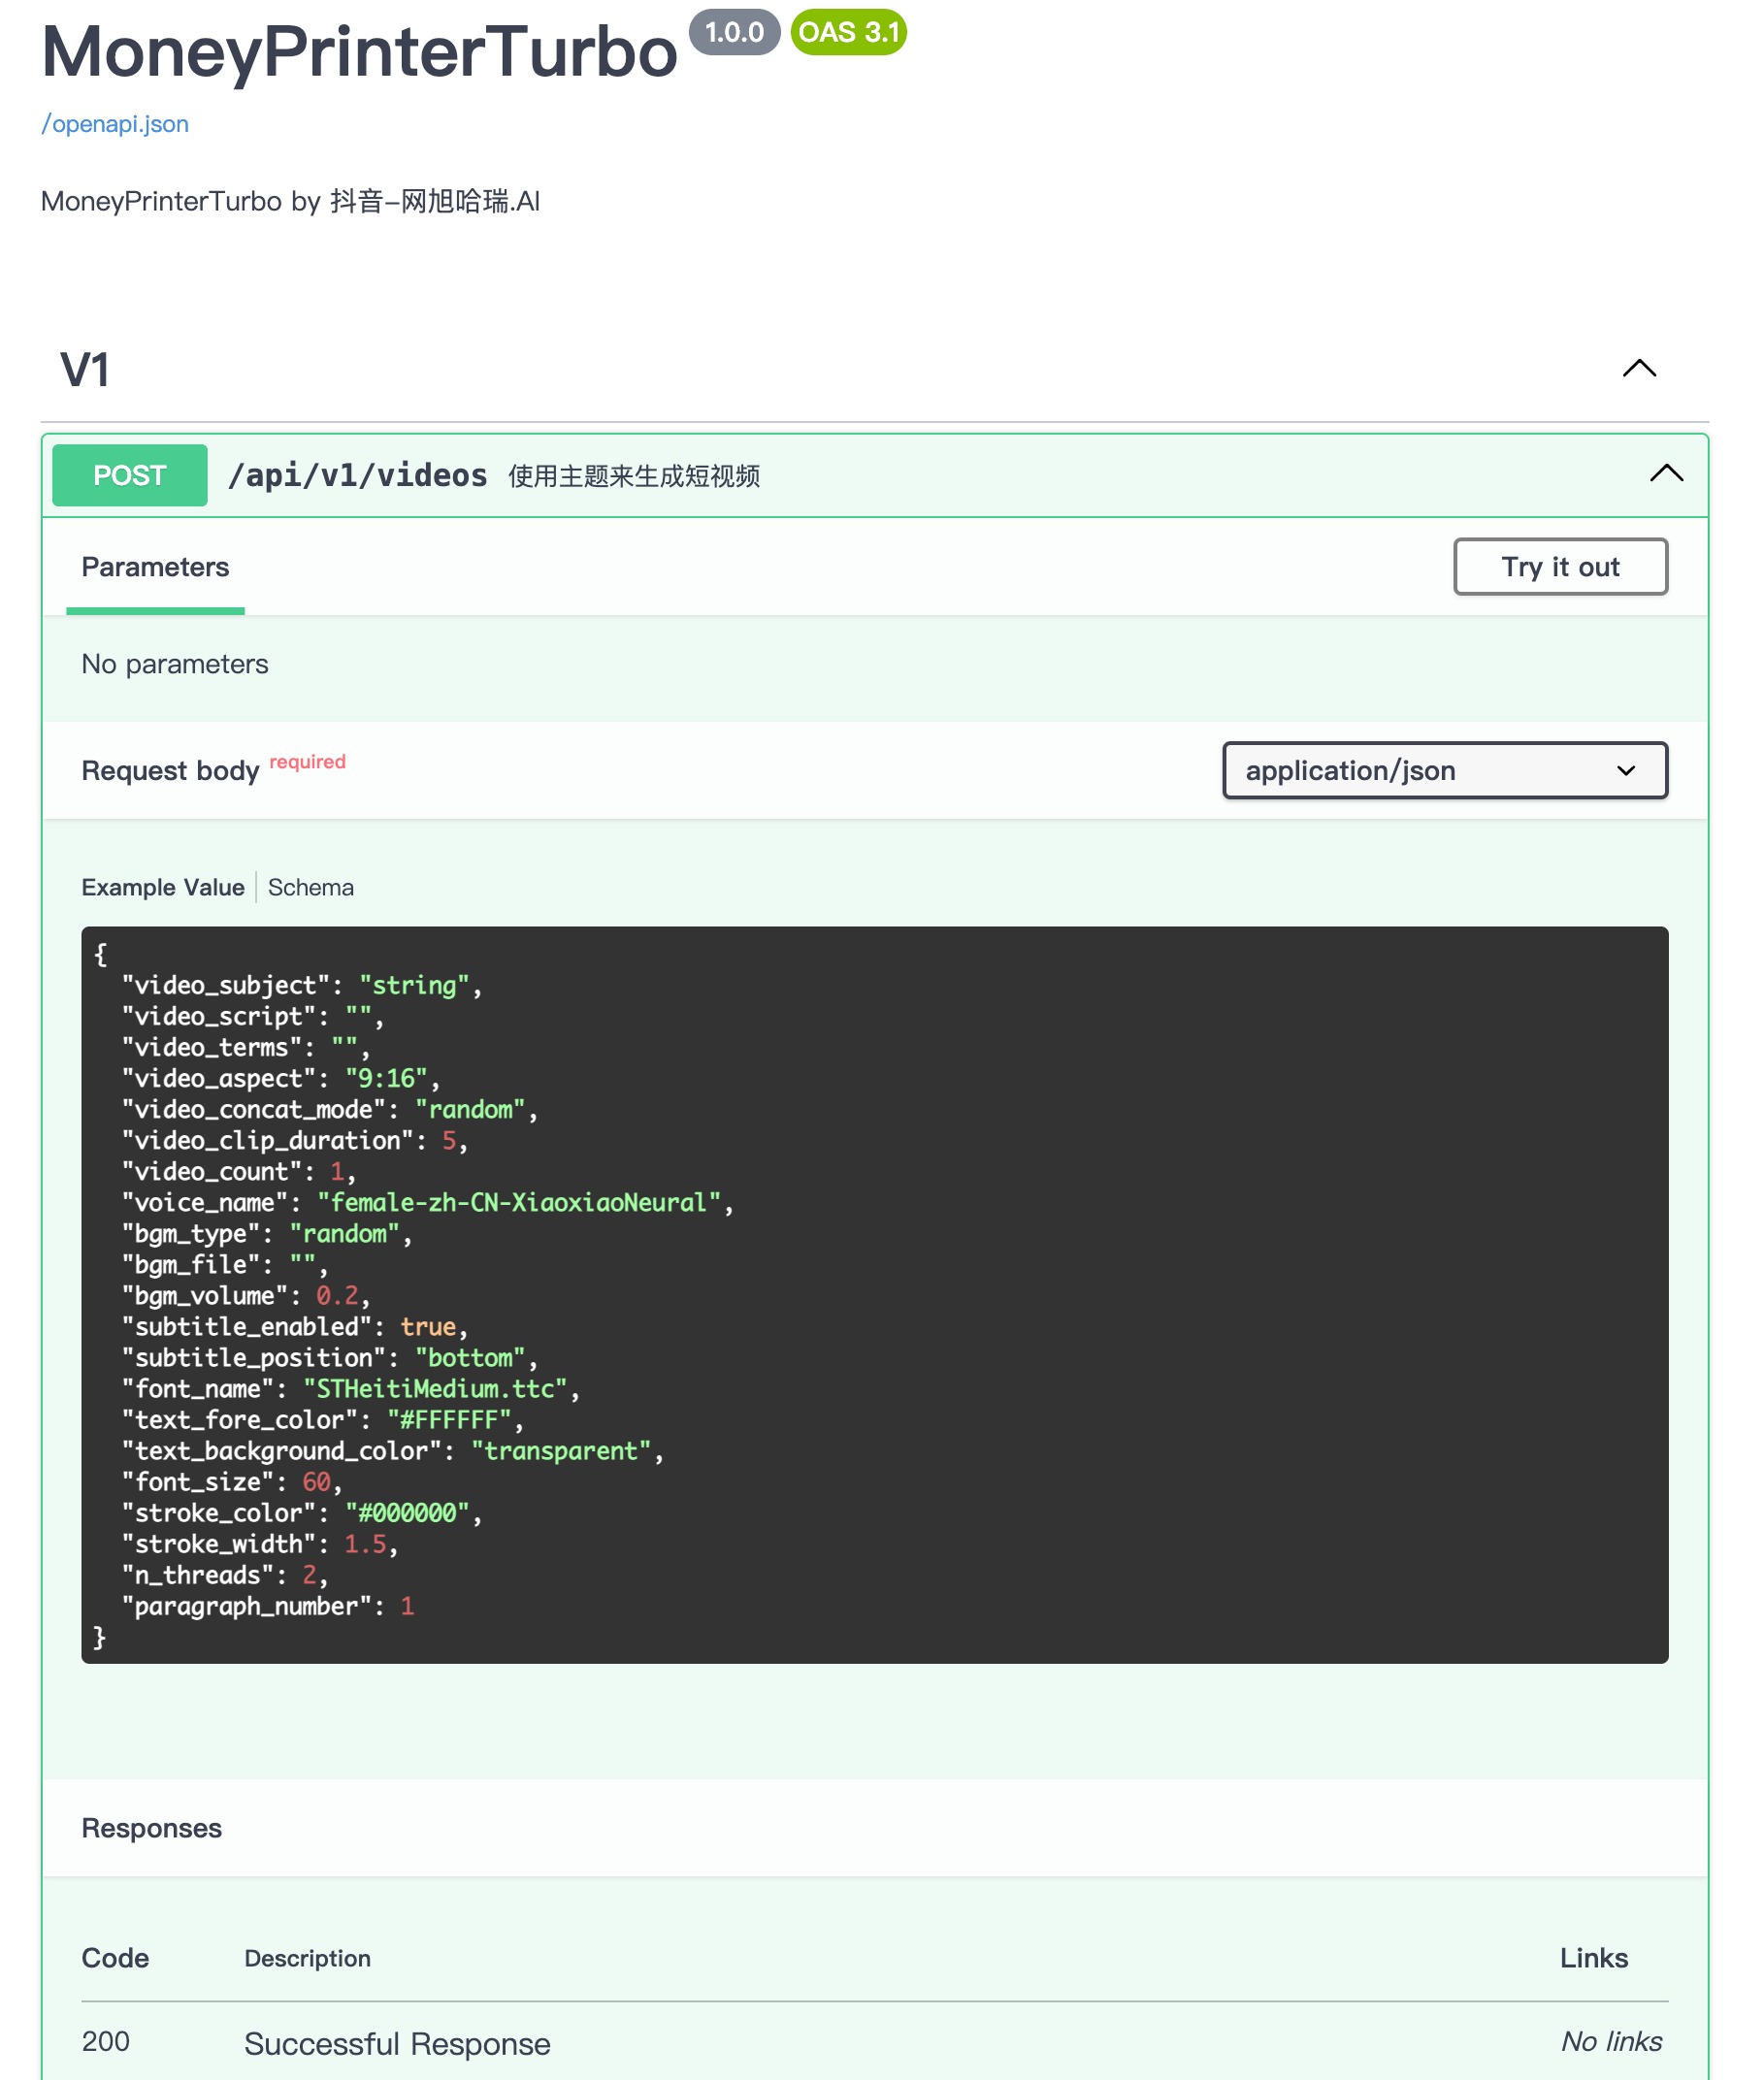 MoneyPrinterTurbo 1.0.0 OAS 3.1
/openapi.json
MoneyPrinterTurbo by 抖音-网旭哈瑞.AI
V1
POST /api/v1/videos 使用主题来生成短视频
Parameters Try it out
No parameters
Request body required application/json
Example Value Schema
{
  "video_subject": "string",
  "video_script": "",
  "video_terms": "",
  "video_aspect": "9:16",
  "video_concat_mode": "random",
  "video_clip_duration": 5,
  "video_count": 1,
  "voice_name": "female-zh-CN-XiaoxiaoNeural",
  "bgm_type": "random",
  "bgm_file": "",
  "bgm_volume": 0.2,
  "subtitle_enabled": true,
  "subtitle_position": "bottom",
  "font_name": "STHeitiMedium.ttc",
  "text_fore_color": "#FFFFFF",
  "text_background_color": "transparent",
  "font_size": 60,
  "stroke_color": "#000000",
  "stroke_width": 1.5,
  "n_threads": 2,
  "paragraph_number": 1
}
Responses
Code Description Links
200 Successful Response No links